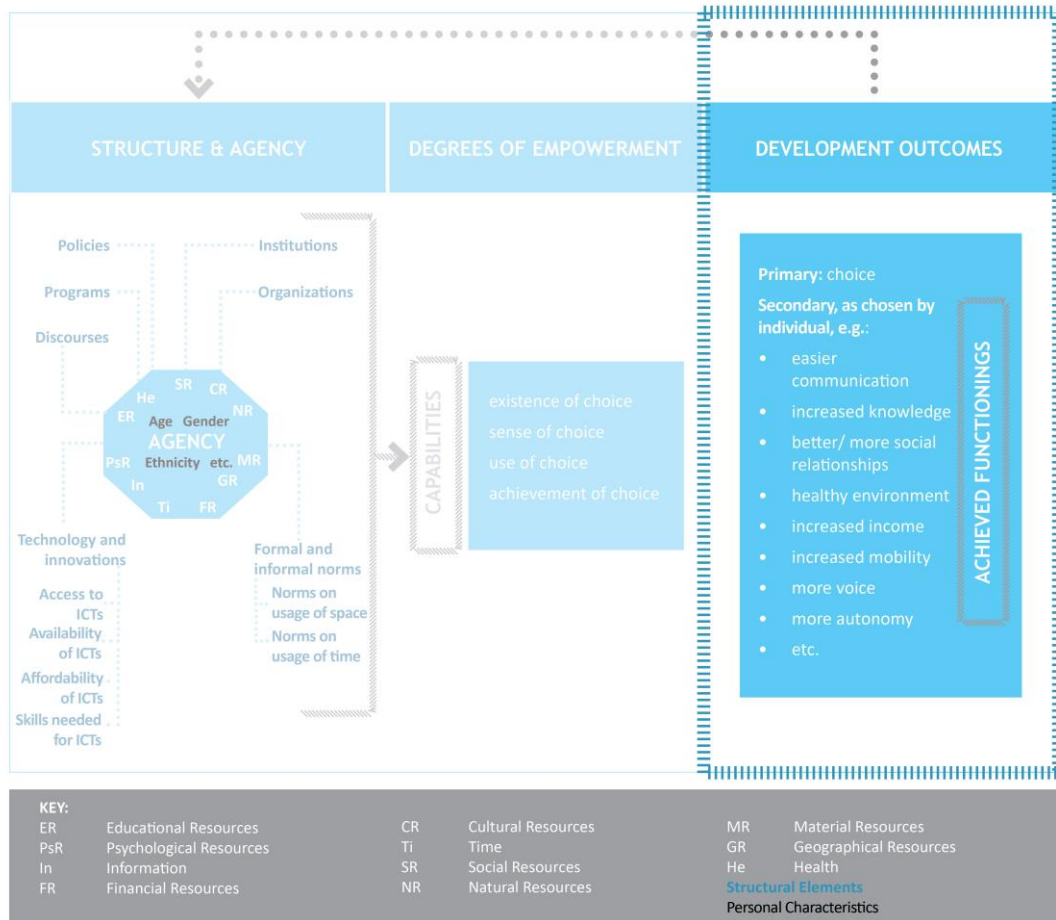 STRUCTURE & AGENCY
DEGREES OF EMPOWERMENT
DEVELOPMENT OUTCOMES
Policies
Institutions
Programs
Organizations
Discourses
SR
CR
He
NR
ER
Age Gender
AGENCY
Ethnicity etc.
PsR
MR
In
GR
Ti
FR
Technology and
innovations
Access to
ICTs
Availability
of ICTs
Affordability
of ICTs
Skills needed
for ICTs
Formal and
informal norms
Norms on
usage of space
Norms on
usage of time
CAPABILITIES
existence of choice
sense of choice
use of choice
achievement of choice
Primary: choice
Secondary, as chosen by
individual, e.g.:
• easier
communication
• increased knowledge
• better/ more social
relationships
• healthy environment
• increased income
• increased mobility
• more voice
• more autonomy
• etc.
ACHIEVED FUNCTIONINGS
KEY:
ER Educational Resources
PsR Psychological Resources
In Information
FR Financial Resources
CR Cultural Resources
Ti Time
SR Social Resources
NR Natural Resources
MR Material Resources
GR Geographical Resources
He Health
Structural Elements
Personal Characteristics